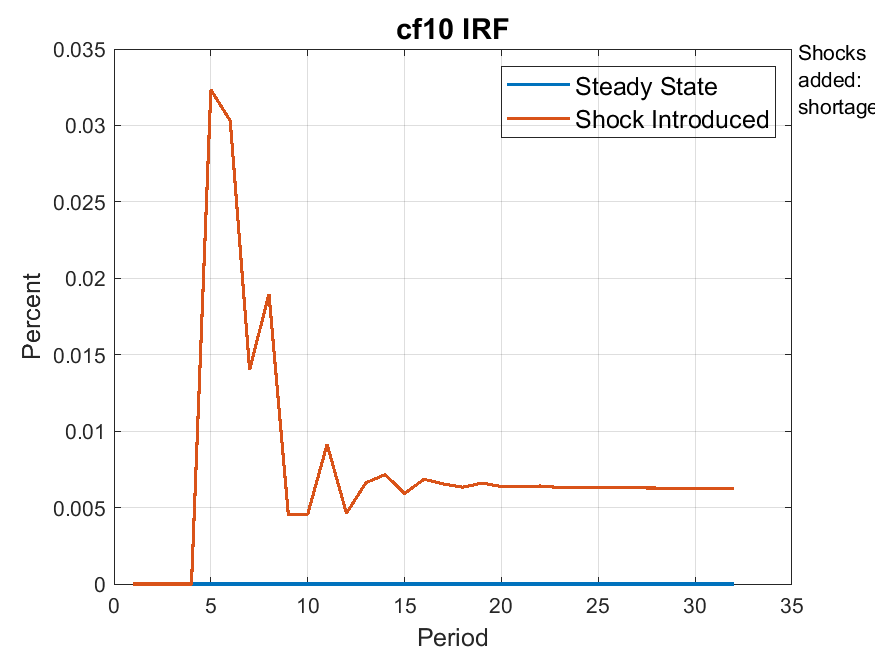 cf10 IRF
Shocks
added:
shortage
Steady State
Shock Introduced
Percent
0.035
0.03
0.025
0.02
0.015
0.01
0.005
0
0 5 10 15 20 25 30 35
Period